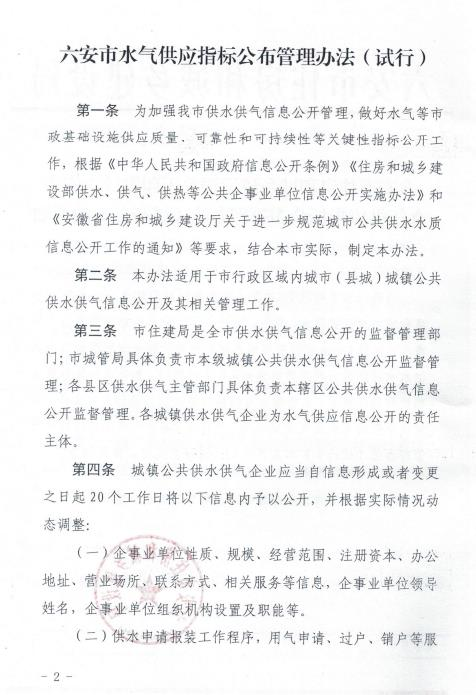 六安市水气供应指标公布管理办法（试行）
第一条 为加强我市供水供气信息公开管理，做好水气等市
政基础设施供应质量、可靠性和可持续性等关键性指标公开工
作，根据《中华人民共和国政府信息公开条例》《住房和城乡建
设部供水、供气、供热等公共企事业单位信息公开实施办法》和
《安徽省住房和城乡建设厅关于进一步规范城市公共供水水质
信息公开工作的通知》等要求，结合本市实际，制定本办法。
第二条 本办法适用于市行政区域内城市（县城）城镇公共
供水供气信息公开及其相关管理工作。
第三条 市住建局是全市供水供气信息公开的监督管理部
门；市城管局具体负责市本级城镇公共供水供气信息公开监督管
理；各县区供水供气主管部门具体负责本辖区公共供水供气信息
公开监督管理。各城镇供水供气企业为水气供应信息公开的责任
主体。
第四条 城镇公共供水供气企业应当自信息形成或者变更
之日起 20 个工作日将以下信息内予以公开，并根据实际情况动
态调整：
（一）企事业单位性质、规模、经营范围、注册资本、办公
地址、营业场所、联系方式、相关服务等信息，企事业单位领导
姓名，企事业单位组织机构设置及职能等。
（二）供水申请报装工作程序，用气申请、过户、销户等服
- 2 -